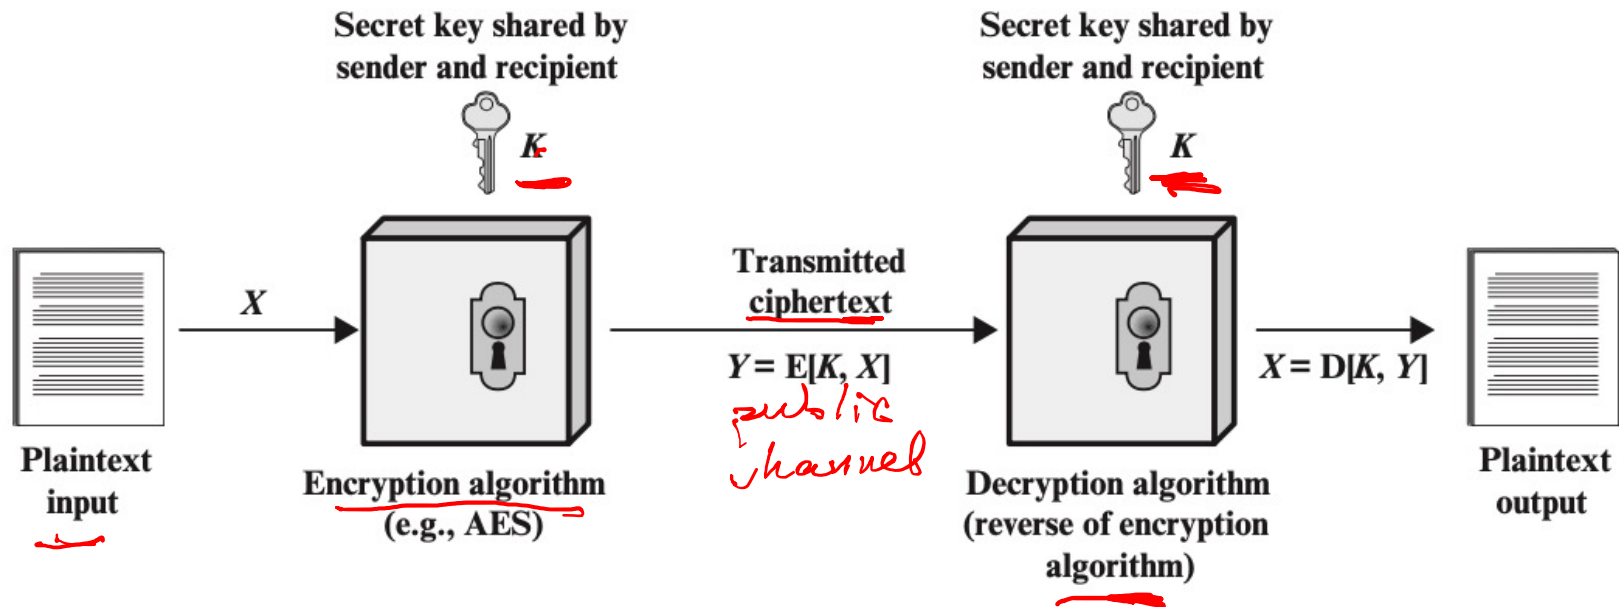 Secret key shared by
sender and recipient
K
Secret key shared by
sender and recipient
K
X
Transmitted
ciphertext
Y = E[K, X]
public
channel
X = D[K, Y]
Plaintext
input
Encryption algorithm
(e.g., AES)
Decryption algorithm
(reverse of encryption
algorithm)
Plaintext
output